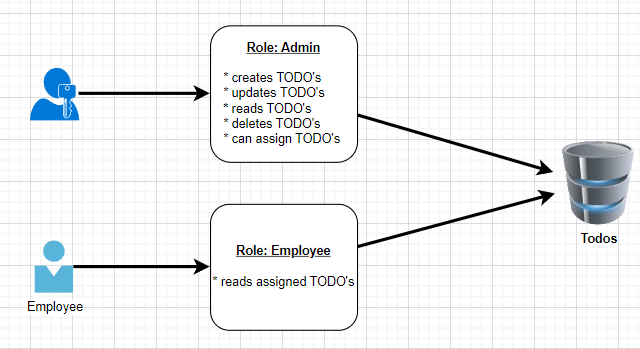 Role: Admin
* creates TODO's
* updates TODO's
* reads TODO's
* deletes TODO's
* can assign TODO's
Todos
Role: Employee
* reads assigned TODO's
Employee